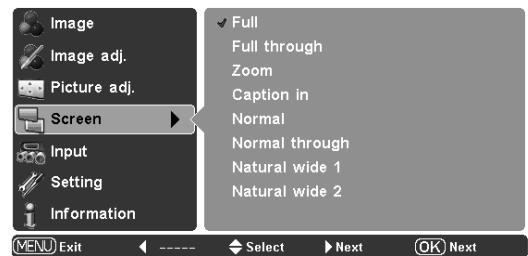 Image
Image adj.
Picture adj.
Screen
Input
Setting
Information
Full
Full through
Zoom
Caption in
Normal
Normal through
Natural wide 1
Natural wide 2
MENU Exit ----- Select Next OK Next